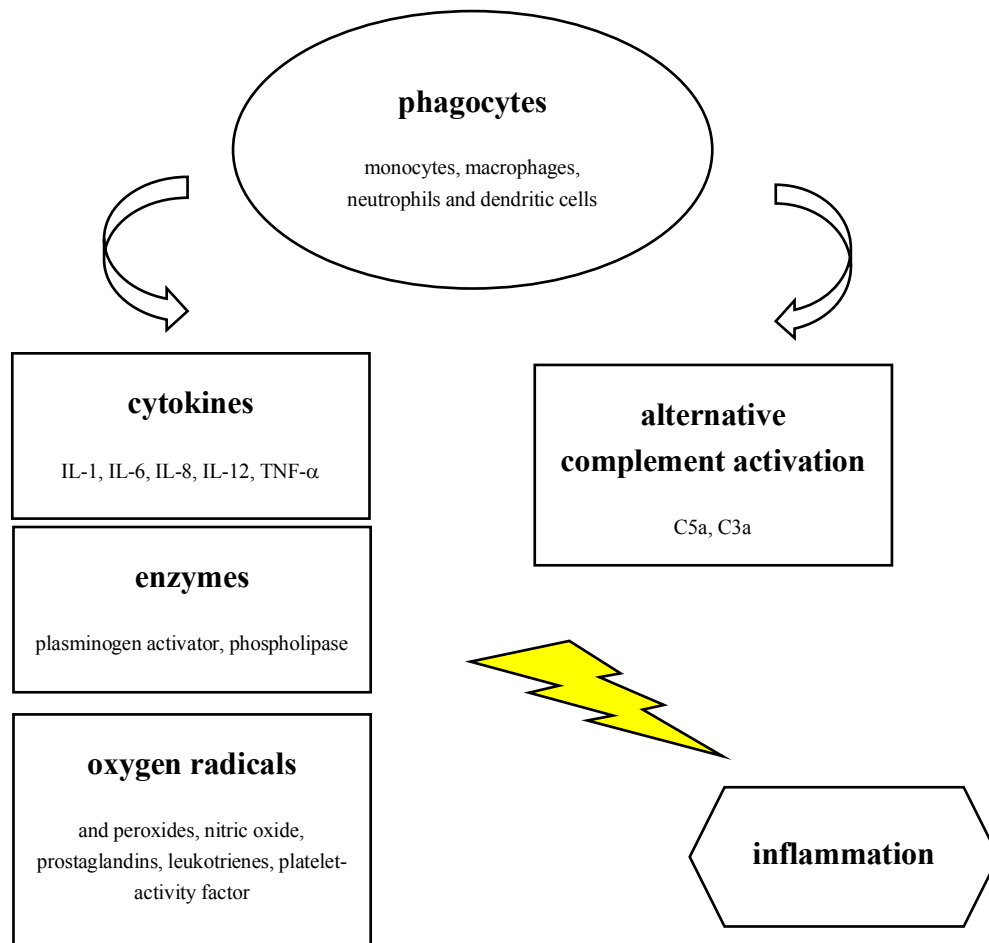 phagocytes
monocytes, macrophages,
neutrophils and dendritic cells
cytokines
IL-1, IL-6, IL-8, IL-12, TNF-α
enzymes
plasminogen activator, phospholipase
oxygen radicals
and peroxides, nitric oxide,
prostaglandins, leukotrienes, platelet-
activity factor
alternative
complement activation
C5a, C3a
inflammation